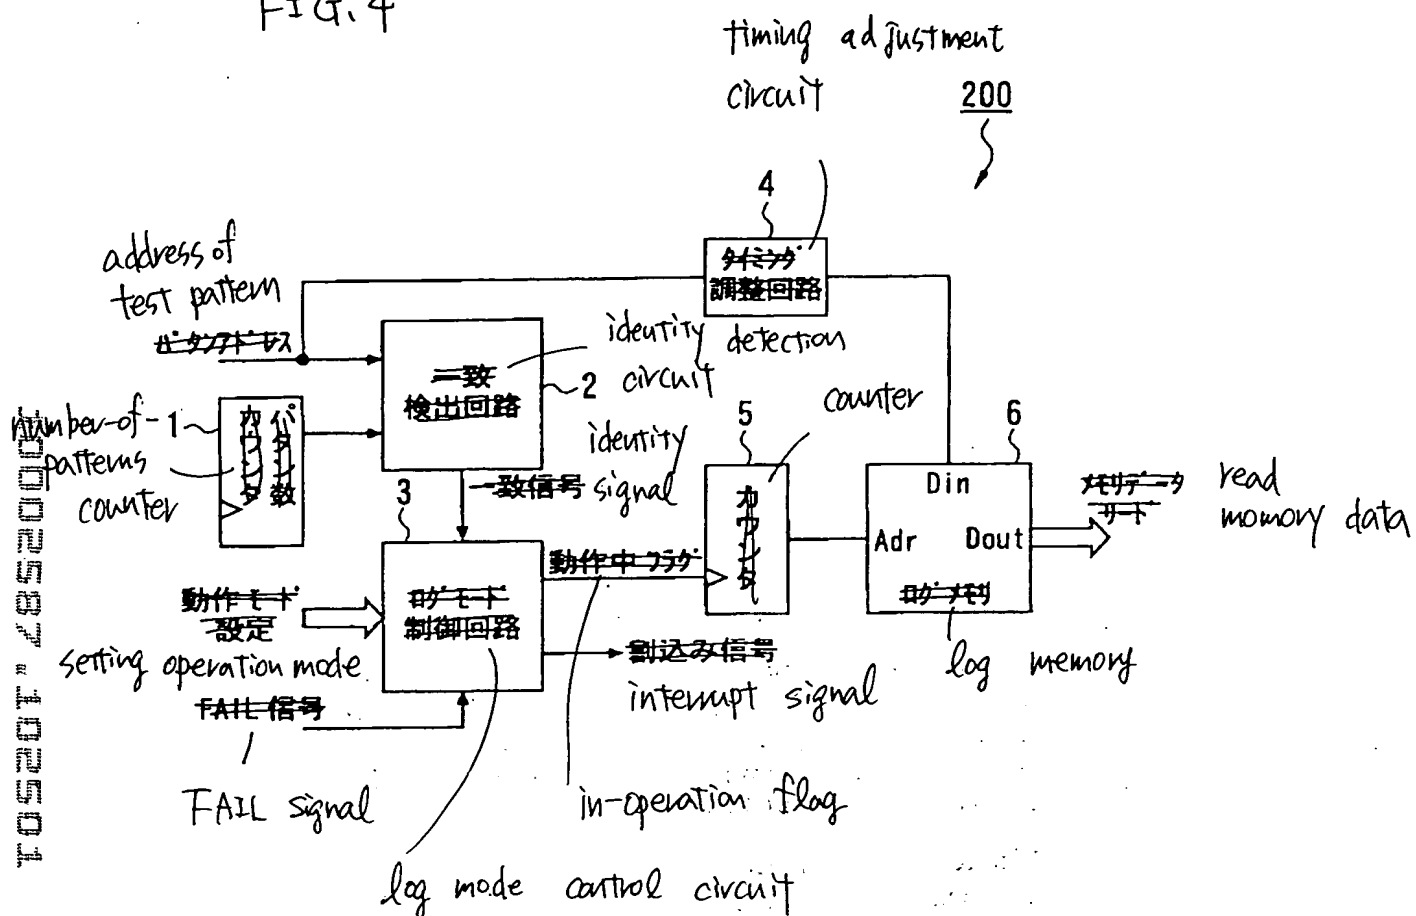 FIG. 4
timing adjustment
circuit
200
4
タイミング
調整回路
address of
test pattern
パターンアドレス
一致
検出回路
2
identity detection
circuit
number-of-
patterns
counter
1
パタン数
カウンタ
identity
signal
一致信号
3
counter
5
カウンタ
6
Din
Adr
Dout
ログメモリ
log memory
メモリデータ
リード
read
momory data
動作モード
設定
setting operation mode
ログモード
制御回路
動作中フラグ
割込み信号
interrupt signal
FAIL信号
FAIL signal
in-operation flag
log mode control circuit